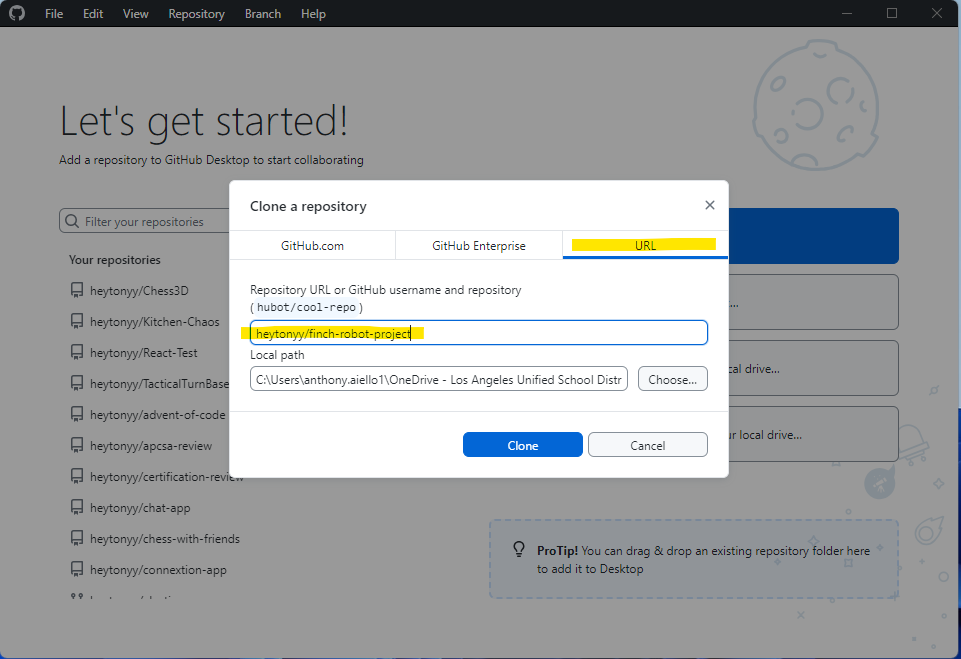 File Edit View Repository Branch Help
Let's get started!
Add a repository to GitHub Desktop to start collaborating
Filter your repositories
Your repositories
heytonyy/Chess3D
heytonyy/Kitchen-Chaos
heytonyy/React-Test
heytonyy/TacticalTurnBase
heytonyy/advent-of-code
heytonyy/apcsa-review
heytonyy/certification-review
heytonyy/chat-app
heytonyy/chess-with-friends
heytonyy/connextion-app
Clone a repository
GitHub.com GitHub Enterprise URL
Repository URL or GitHub username and repository
(hubot/cool-repo)
heytonyy/finch-robot-project
Local path
C:\Users\anthony.aiello1\OneDrive - Los Angeles Unified School Distr Choose...
Clone Cancel
...
cal drive...
ur local drive...
ProTip! You can drag & drop an existing repository folder here
to add it to Desktop